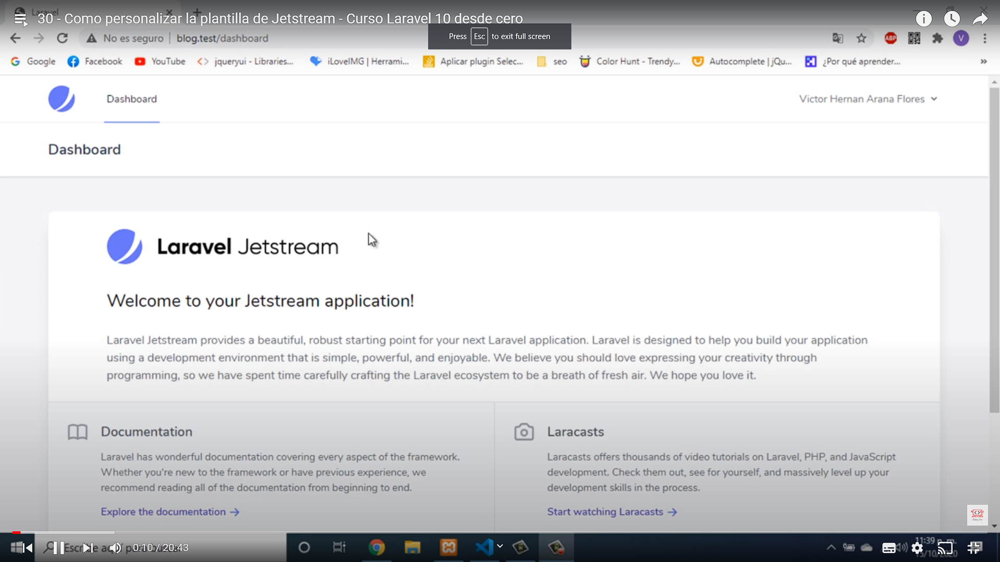 Laravel
30 - Como personalizar la plantilla de Jetstream - Curso Laravel 10 desde cero
Press Esc to exit full screen
No es seguro | blog.test/dashboard
ABP
V
Google
Facebook
YouTube
jqueryui - Libraries...
iLoveIMG | Herrami...
Aplicar plugin Selec...
seo
Color Hunt - Trendy...
Autocomplete | jQu...
¿Por qué aprender...
»
Dashboard
Victor Hernan Arana Flores
Dashboard
Laravel Jetstream
Welcome to your Jetstream application!
Laravel Jetstream provides a beautiful, robust starting point for your next Laravel application. Laravel is designed to help you build your application
using a development environment that is simple, powerful, and enjoyable. We believe you should love expressing your creativity through
programming, so we have spent time carefully crafting the Laravel ecosystem to be a breath of fresh air. We hope you love it.
Documentation
Laravel has wonderful documentation covering every aspect of the framework.
Whether you're new to the framework or have previous experience, we
recommend reading all of the documentation from beginning to end.
Explore the documentation →
Laracasts
Laracasts offers thousands of video tutorials on Laravel, PHP, and JavaScript
development. Check them out, see for yourself, and massively level up your
development skills in the process.
Start watching Laracasts →
0:10 / 20:43
11:39